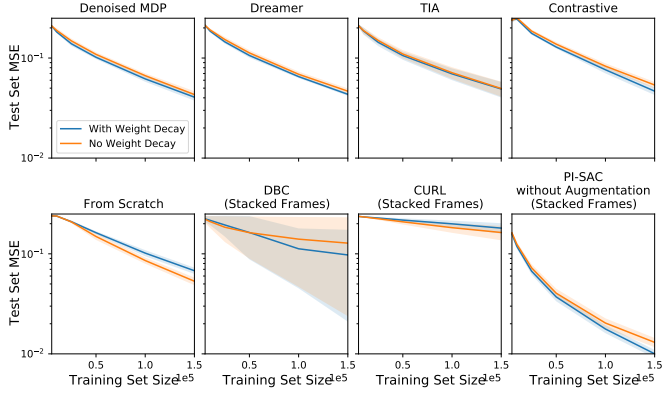 Denoised MDP
Dreamer
TIA
Contrastive
Test Set MSE
10⁻¹
10⁻²
With Weight Decay
No Weight Decay
From Scratch
DBC
(Stacked Frames)
CURL
(Stacked Frames)
PI-SAC
without Augmentation
(Stacked Frames)
Test Set MSE
10⁻¹
10⁻²
0.5 1.0 1.5
0.5 1.0 1.5
0.5 1.0 1.5
0.5 1.0 1.5
Training Set Size 1e5
Training Set Size 1e5
Training Set Size 1e5
Training Set Size 1e5